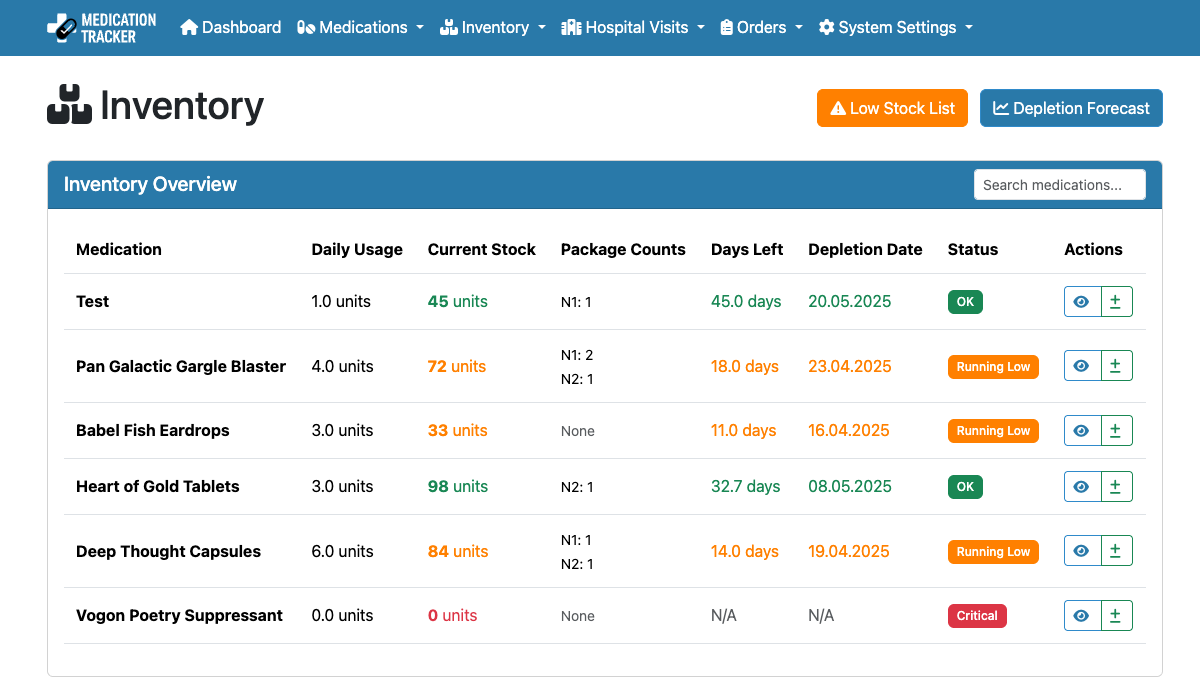 MEDICATION TRACKER Dashboard Medications Inventory Hospital Visits Orders System Settings
Inventory Low Stock List Depletion Forecast
Inventory Overview Search medications...
Medication Daily Usage Current Stock Package Counts Days Left Depletion Date Status Actions
Test 1.0 units 45 units N1: 1 45.0 days 20.05.2025 OK
Pan Galactic Gargle Blaster 4.0 units 72 units N1: 2 N2: 1 18.0 days 23.04.2025 Running Low
Babel Fish Eardrops 3.0 units 33 units None 11.0 days 16.04.2025 Running Low
Heart of Gold Tablets 3.0 units 98 units N2: 1 32.7 days 08.05.2025 OK
Deep Thought Capsules 6.0 units 84 units N1: 1 N2: 1 14.0 days 19.04.2025 Running Low
Vogon Poetry Suppressant 0.0 units 0 units None N/A N/A Critical